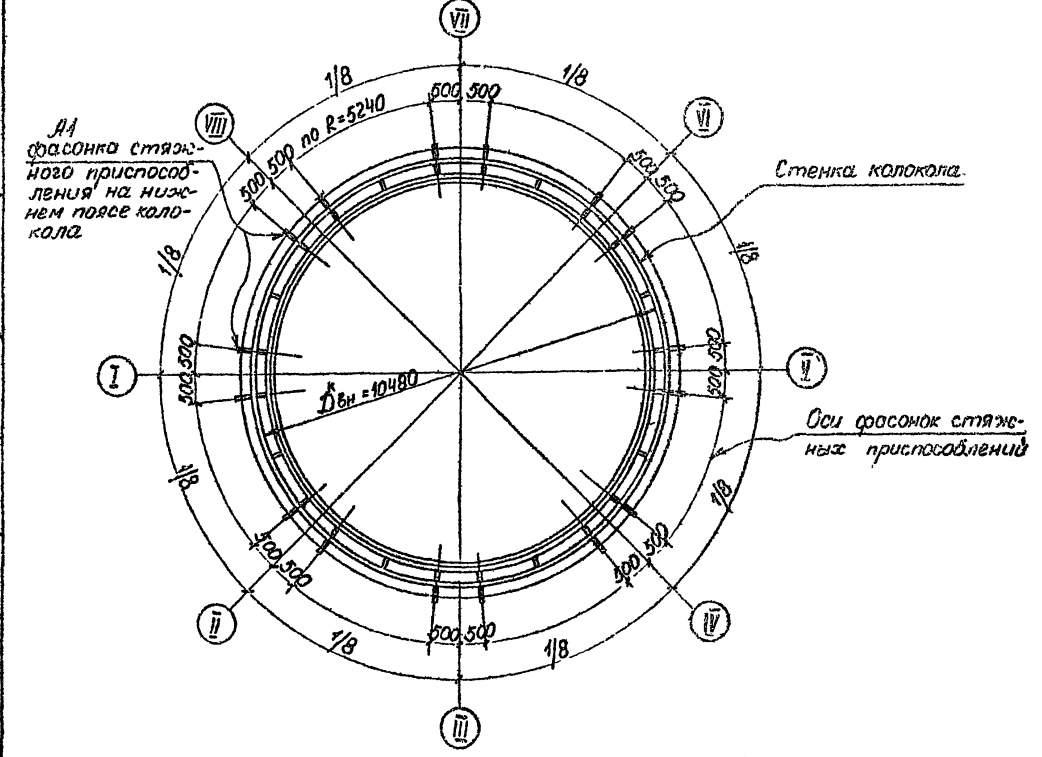 VII
1/8
1/8
500 500
VIII
VI
500 500 по R=5240
500 500
А1
фасонка стяж-
ного приспособ-
ления на ниж-
нем поясе коло-
кола
Стенка колокола
1/8
1/8
500 500
500 500
I
V
Dквн = 10480
Оси фасонок стяж-
ных приспособлений
1/8
1/8
500 500
500 500
II
IV
500 500
1/8
1/8
III